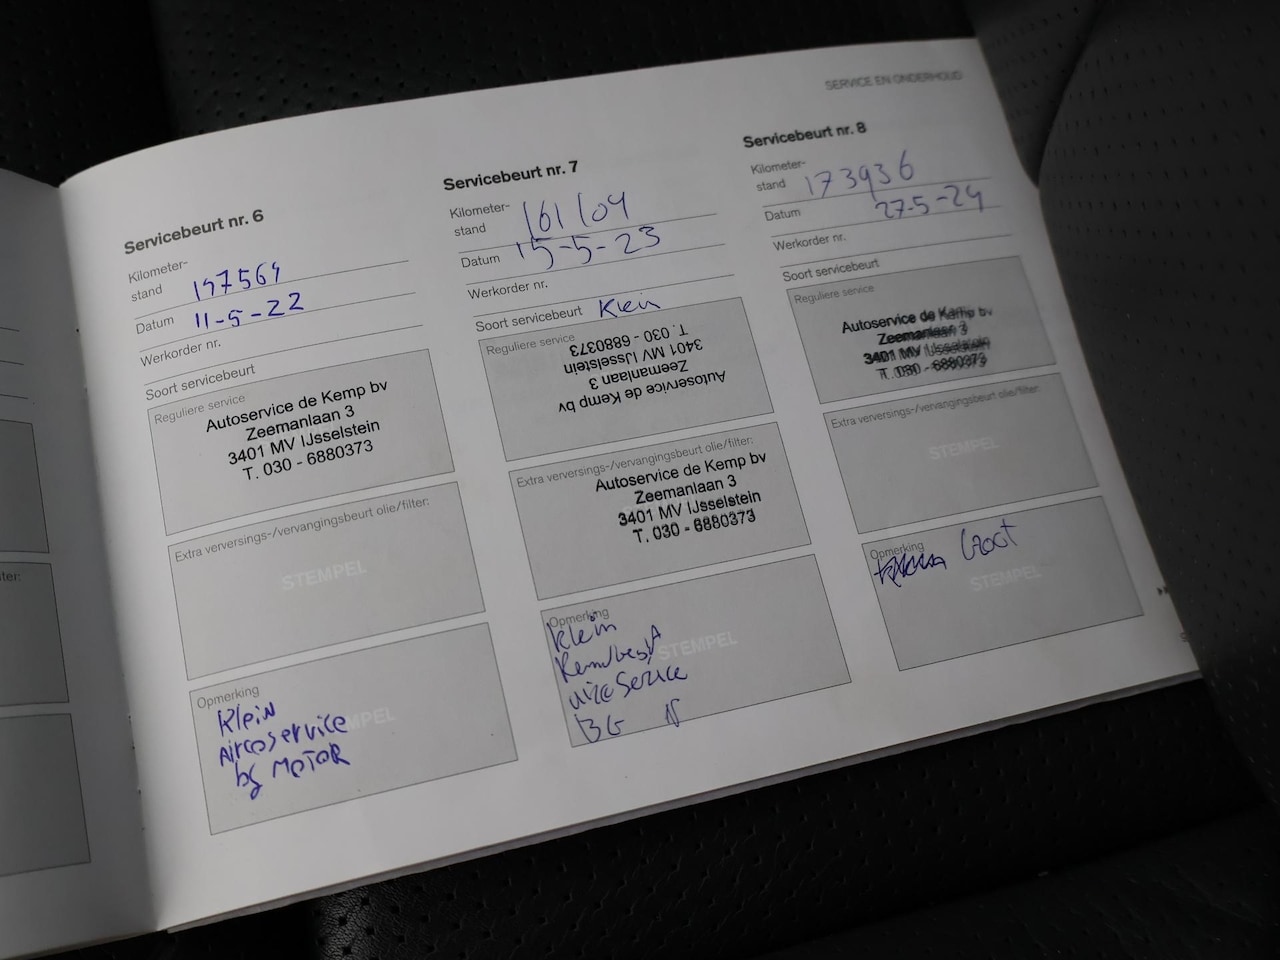 SERVICE EN ONDERHOUD
Servicebeurt nr. 6
Kilometer-
stand 147564
Datum 11-5-22
Werkorder nr.
Soort servicebeurt
Reguliere service
Autoservice de Kemp bv
Zeemanlaan 3
3401 MV IJsselstein
T. 030 - 6880373
Extra verversings-/vervangingsbeurt olie/filter:
STEMPEL
Opmerking
Klein
Aircoservice
bg MOTOR
Servicebeurt nr. 7
Kilometer-
stand 161104
Datum 15-5-23
Werkorder nr.
Soort servicebeurt Klein
Reguliere service
Autoservice de Kemp bv
Zeemanlaan 3
3401 MV IJsselstein
T. 030 - 6880373
Extra verversings-/vervangingsbeurt olie/filter:
Autoservice de Kemp bv
Zeemanlaan 3
3401 MV IJsselstein
T. 030 - 6880373
Opmerking
STEMPEL
Klein
Service
BG
Servicebeurt nr. 8
Kilometer-
stand 173936
Datum 27-5-24
Werkorder nr.
Soort servicebeurt
Reguliere service
Autoservice de Kemp bv
Zeemanlaan 3
3401 MV IJsselstein
T. 030 - 6880373
Extra verversings-/vervangingsbeurt olie/filter:
STEMPEL
Opmerking
Groot
STEMPEL